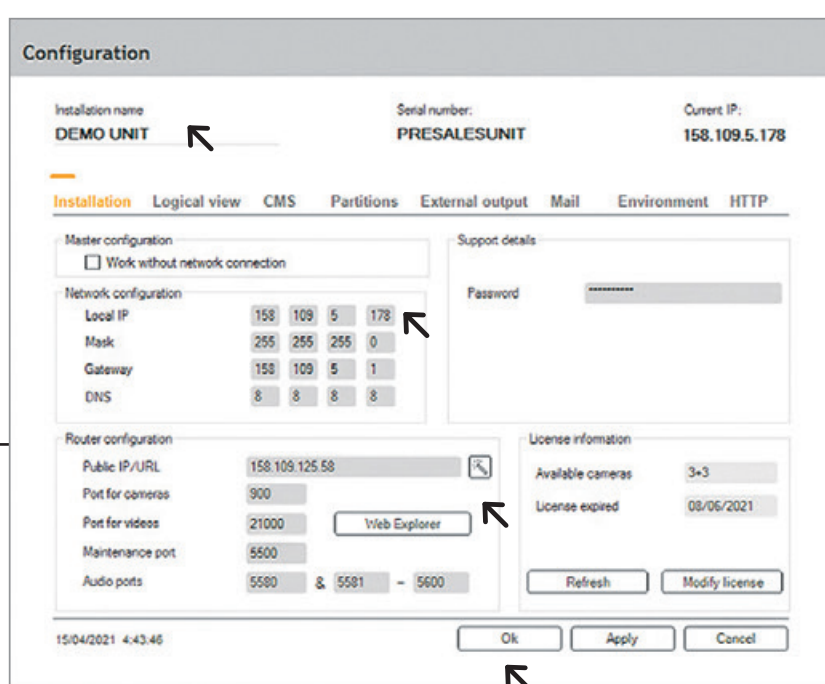 Configuration
Installation name Serial number: Current IP:
DEMO UNIT PRESALESUNIT 158.109.5.178
Installation Logical view CMS Partitions External output Mail Environment HTTP
Master configuration Support details
Work without network connection
Network configuration Password ••••••••••
Local IP 158 109 5 178
Mask 255 255 255 0
Gateway 158 109 5 1
DNS 8 8 8 8
Router configuration License information
Public IP/URL 158.109.125.58 Available cameras 3+3
Port for cameras 900 License expired 08/06/2021
Port for videos 21000 Web Explorer
Maintenance port 5500
Audio ports 5580 & 5581 – 5600 Refresh Modify license
15/04/2021 4:43:46 Ok Apply Cancel